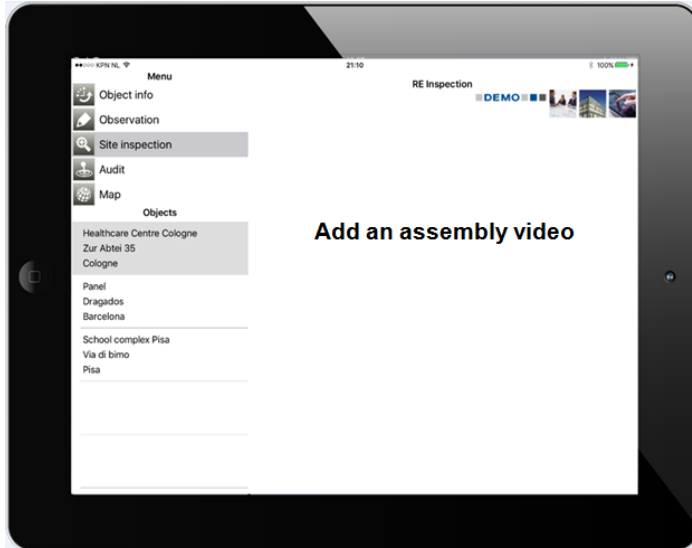 KPN NL
21:10
100%
Menu
RE Inspection
DEMO
Object info
Observation
Site inspection
Audit
Map
Objects
Healthcare Centre Cologne
Zur Abtei 35
Cologne
Panel
Dragados
Barcelona
School complex Pisa
Via di bimo
Pisa
Add an assembly video